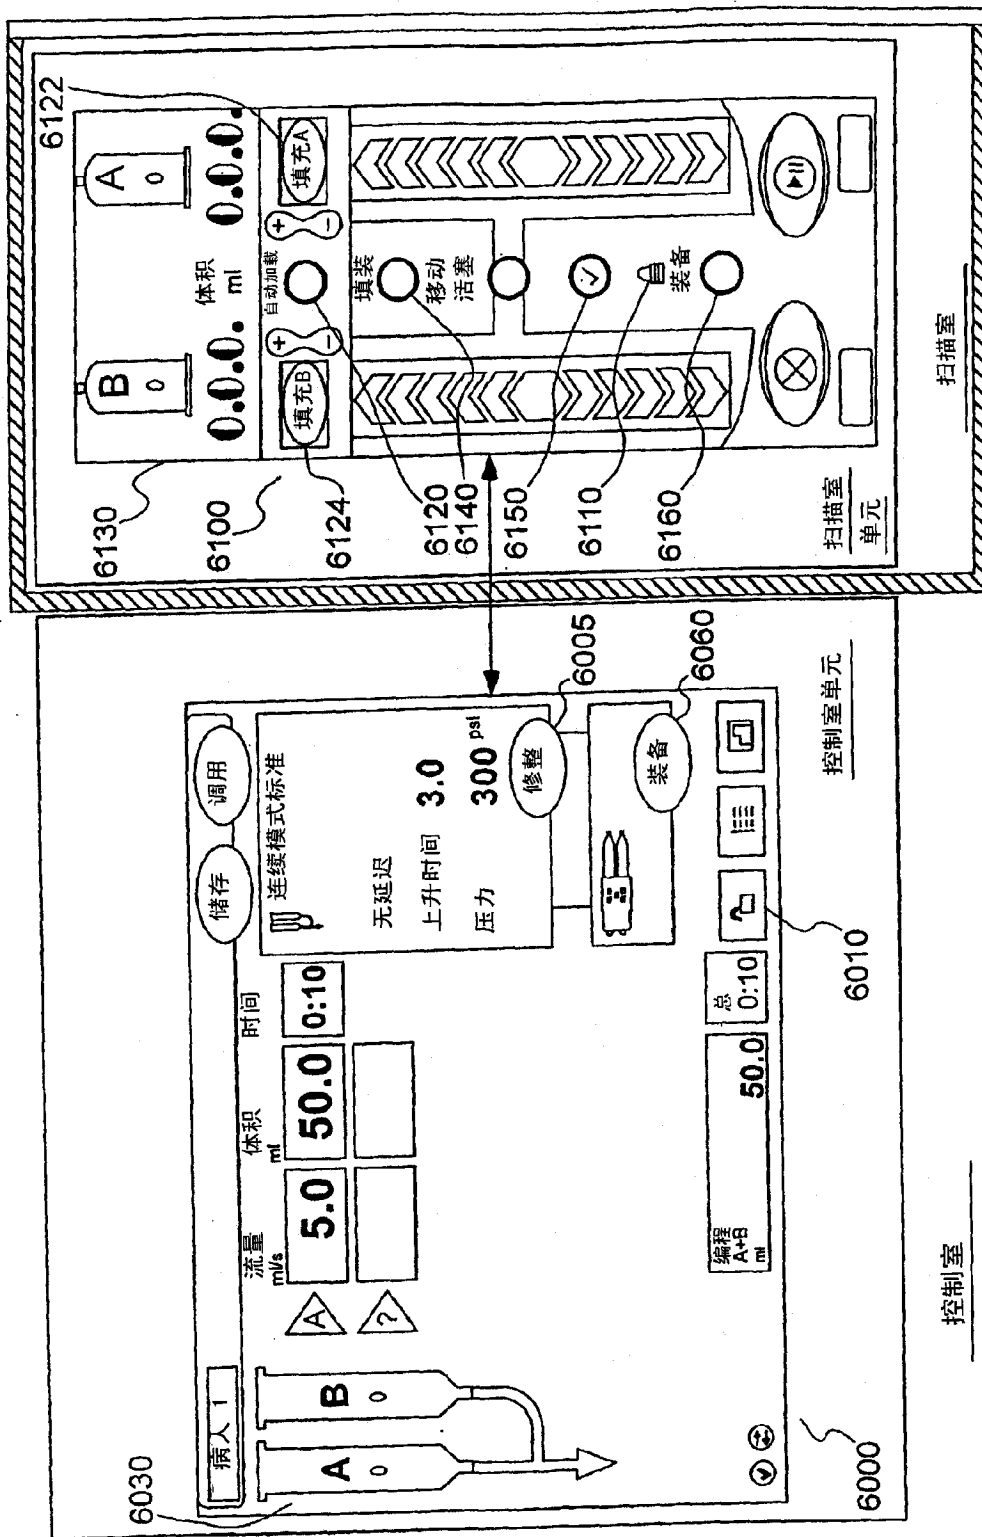 病人 1
储存
调用
6030
A
0
B
0
流量
ml/s
体积
ml
时间
A
5.0
50.0
0:10
?
连续模式标准
无延迟
上升时间 3.0
压力 300 psi
修整
6005
装备
6060
编程
A+B
ml
50.0
总
0:10
6010
6000
控制室单元
控制室
6130
6100
6124
6122
B
0
A
0
体积
ml
0.0.0.
0.0.0.
填充B
+
−
自动加载
+
−
填充A
填装
移动
活塞
装备
6120
6140
6150
6110
6160
扫描室
单元
扫描室